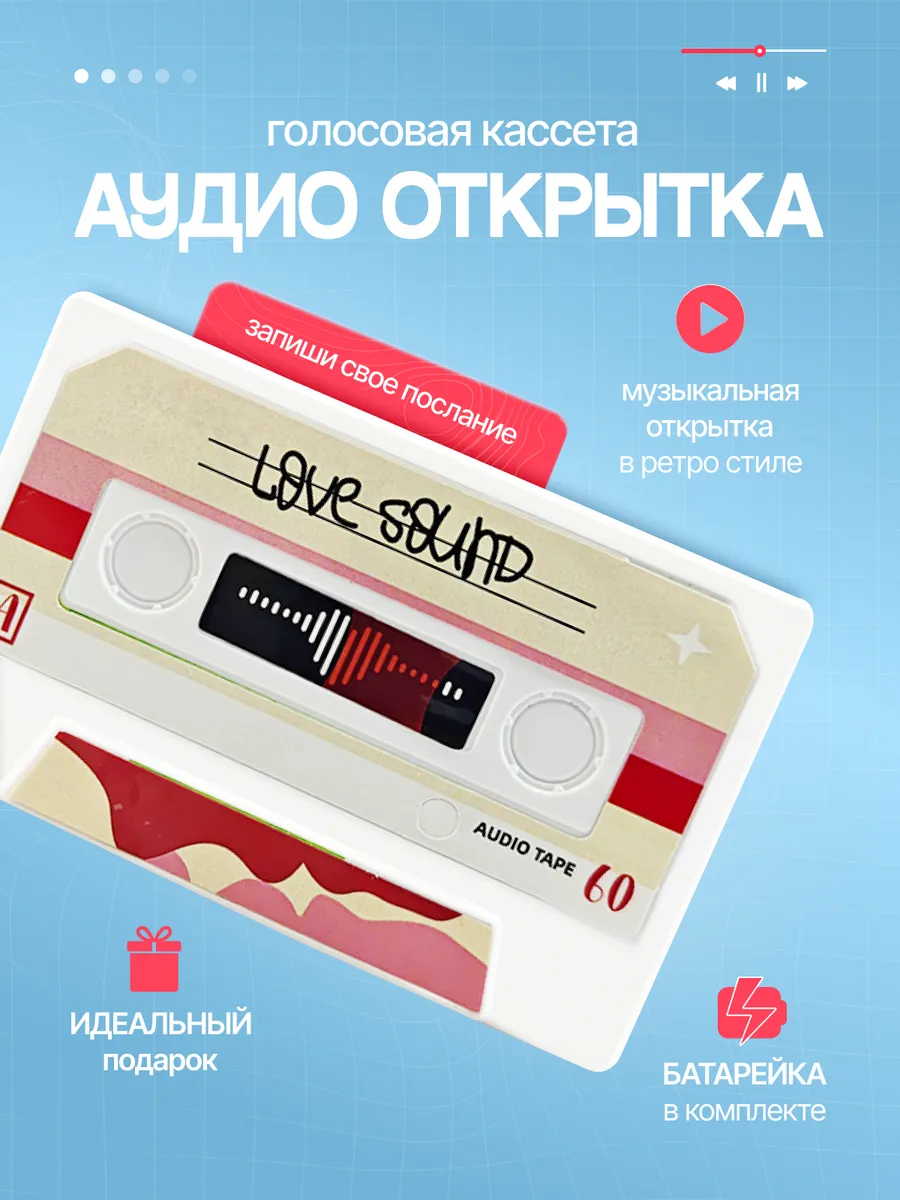 голосовая кассета
АУДИО ОТКРЫТКА
запиши свое послание
музыкальная
открытка
в ретро стиле
Love Sound
A
AUDIO TAPE 60
ИДЕАЛЬНЫЙ
подарок
БАТАРЕЙКА
в комплекте